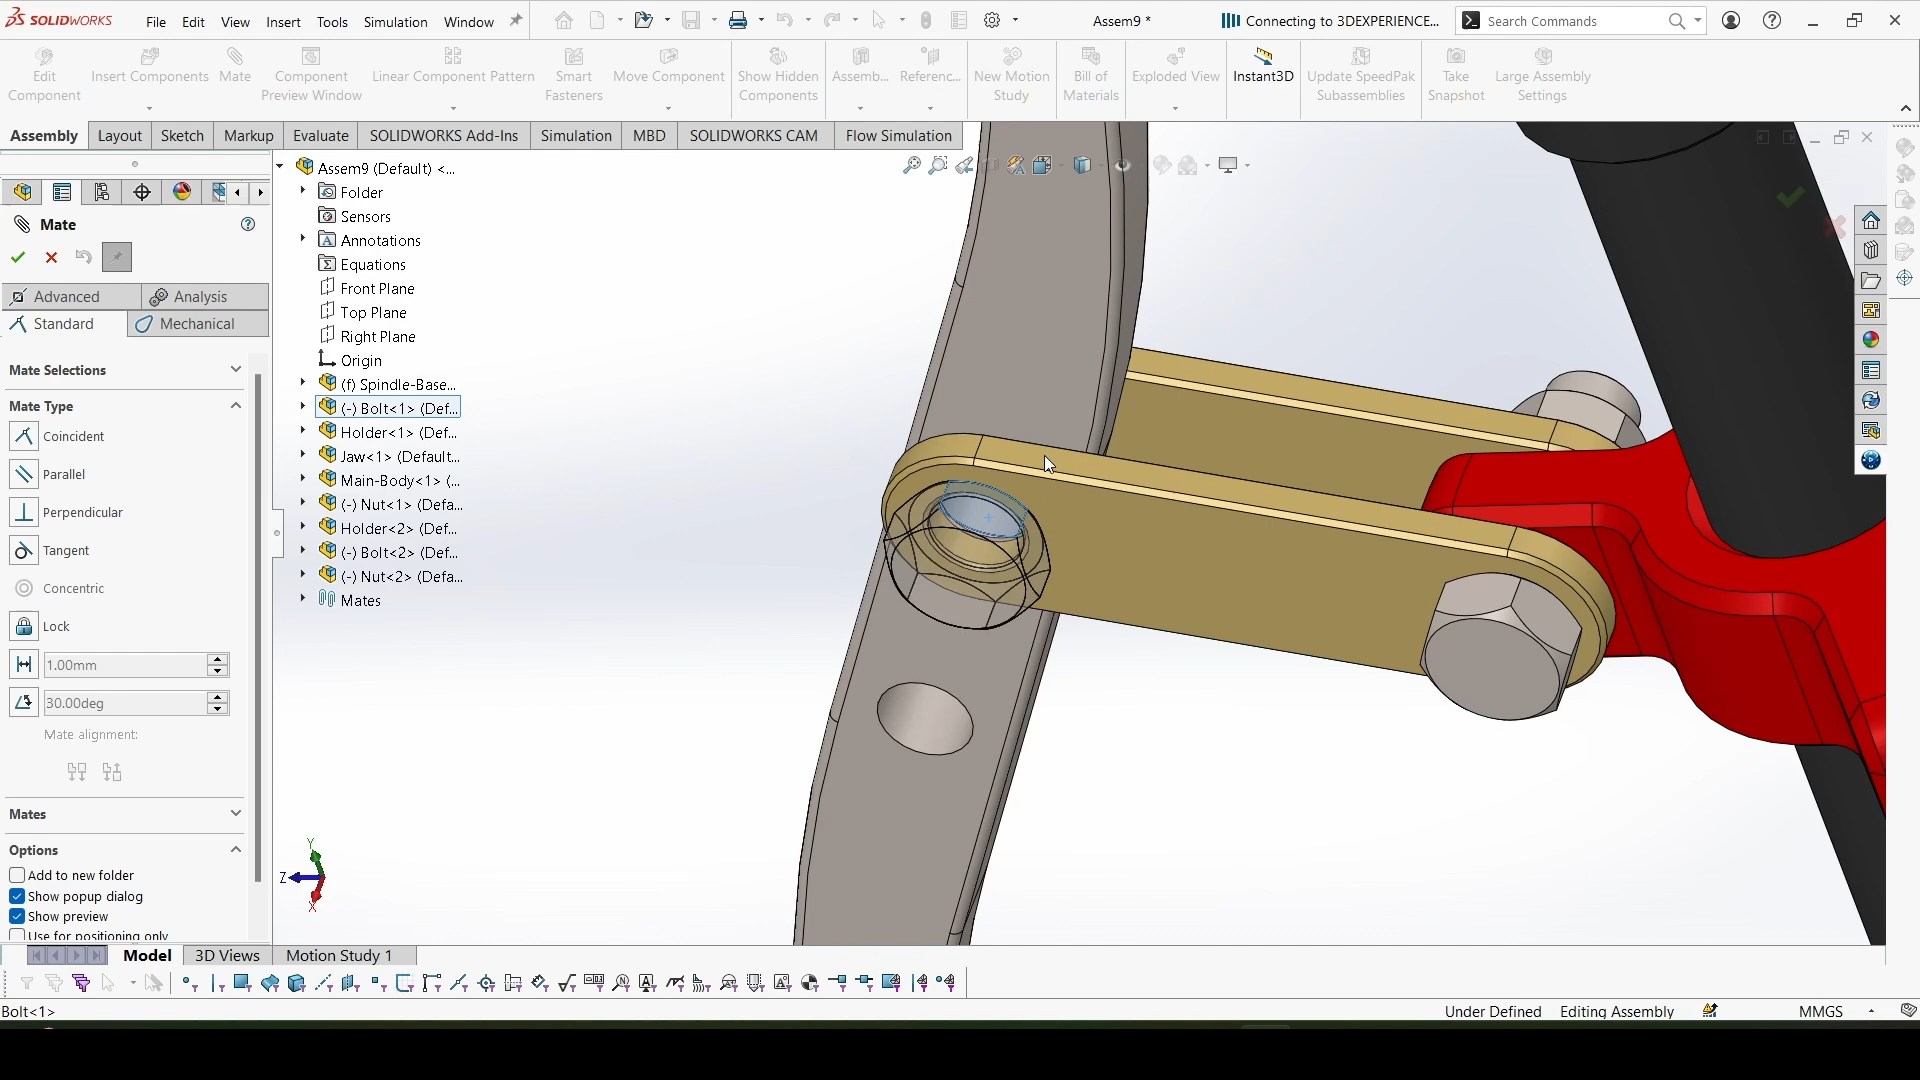 SOLIDWORKS File Edit View Insert Tools Simulation Window Assem9 * Connecting to 3DEXPERIENCE... Search Commands
Edit Component
Insert Components
Mate
Component Preview Window
Linear Component Pattern
Smart Fasteners
Move Component
Show Hidden Components
Assemb...
Referenc...
New Motion Study
Bill of Materials
Exploded View
Instant3D
Update SpeedPak Subassemblies
Take Snapshot
Large Assembly Settings
Assembly Layout Sketch Markup Evaluate SOLIDWORKS Add-Ins Simulation MBD SOLIDWORKS CAM Flow Simulation
Mate
Advanced Analysis
Standard Mechanical
Mate Selections
Mate Type
Coincident
Parallel
Perpendicular
Tangent
Concentric
Lock
1.00mm
30.00deg
Mate alignment:
Mates
Options
Add to new folder
Show popup dialog
Show preview
Use for positioning only
Assem9 (Default) <...
Folder
Sensors
Annotations
Equations
Front Plane
Top Plane
Right Plane
Origin
(f) Spindle-Base...
(-) Bolt<1> (Def...
Holder<1> (Def...
Jaw<1> (Default...
Main-Body<1> (...
(-) Nut<1> (Defa...
Holder<2> (Def...
(-) Bolt<2> (Def...
(-) Nut<2> (Defa...
Mates
Y
Z
X
Model 3D Views Motion Study 1
Bolt<1> Under Defined Editing Assembly MMGS